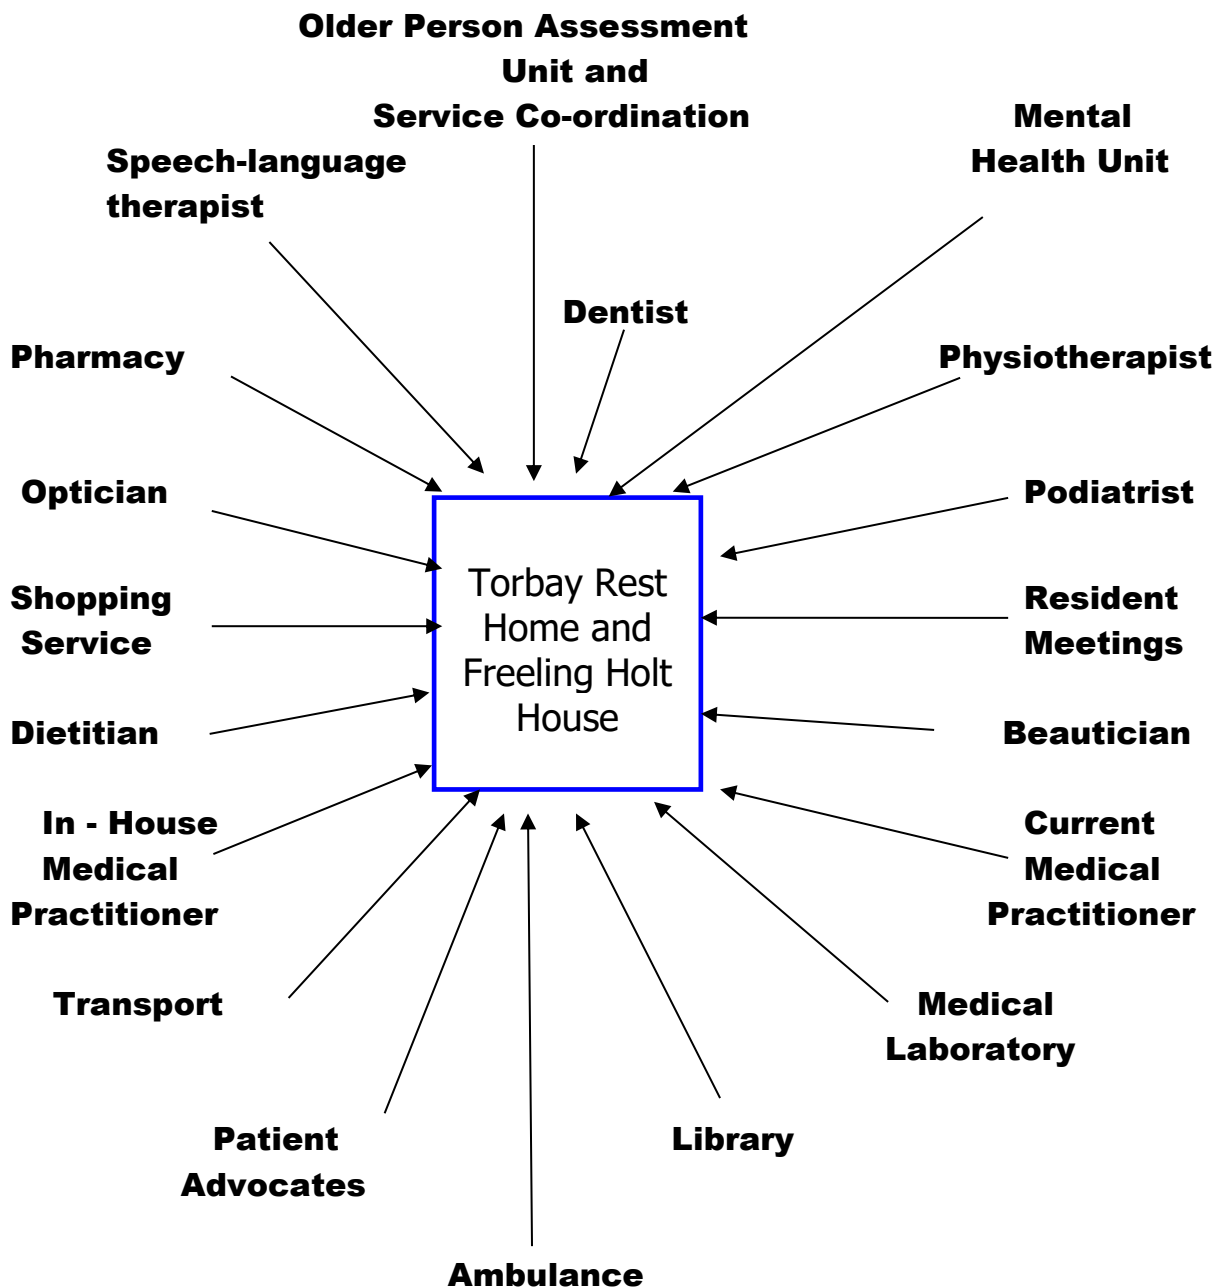 Older Person Assessment
Unit and
Service Co-ordination
Mental
Health Unit
Speech-language
therapist
Dentist
Pharmacy
Physiotherapist
Optician
Podiatrist
Torbay Rest
Home and
Freeling Holt
House
Shopping
Service
Resident
Meetings
Dietitian
Beautician
In - House
Medical
Practitioner
Current
Medical
Practitioner
Transport
Medical
Laboratory
Patient
Advocates
Library
Ambulance